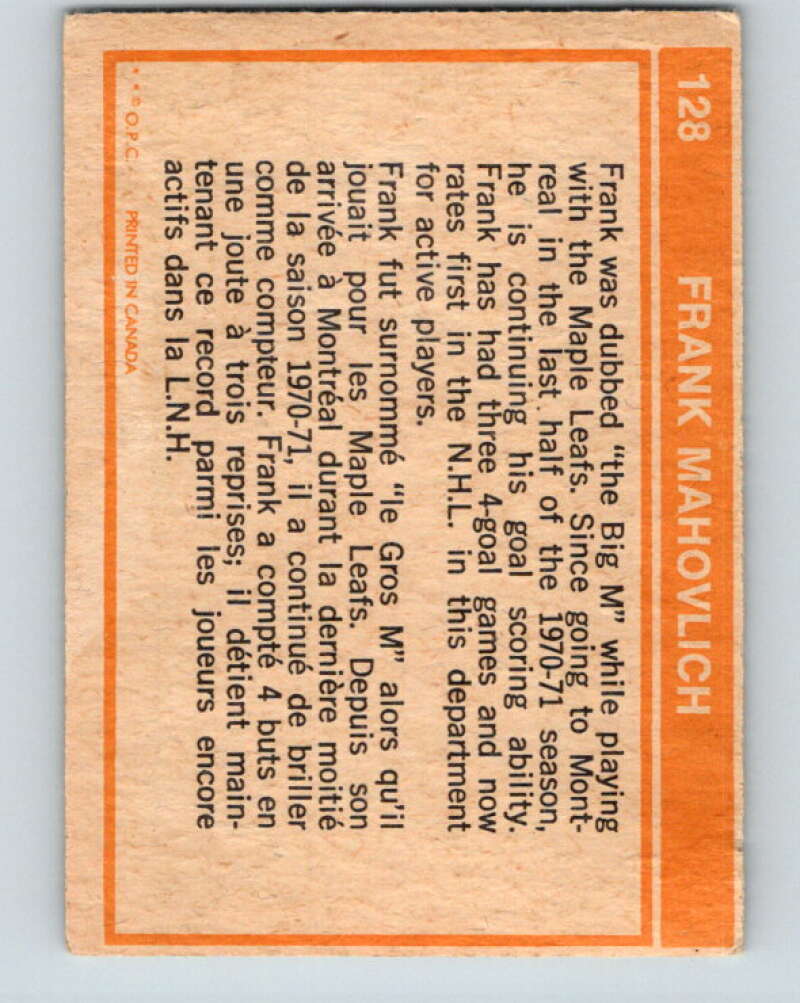 128 FRANK MAHOVLICH
Frank was dubbed "the Big M" while playing
with the Maple Leafs. Since going to Mont-
real in the last half of the 1970-71 season,
he is continuing his goal scoring ability.
Frank has had three 4-goal games and now
rates first in the N.H.L. in this department
for active players.
Frank fut surnommé "le Gros M" alors qu'il
jouait pour les Maple Leafs. Depuis son
arrivée à Montréal durant la dernière moitié
de la saison 1970-71, il a continué de briller
comme compteur. Frank a compté 4 buts en
une joute à trois reprises; il détient main-
tenant ce record parmi les joueurs encore
actifs dans la L.N.H.
* * © O.P.C. PRINTED IN CANADA